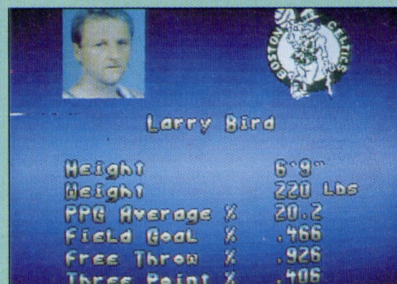 BOSTON CELTICS
Larry Bird
Height 6'9"
Weight 220 Lbs
PPG Average % 20.2
Field Goal % .466
Free Throw % .926
Three Point % .406